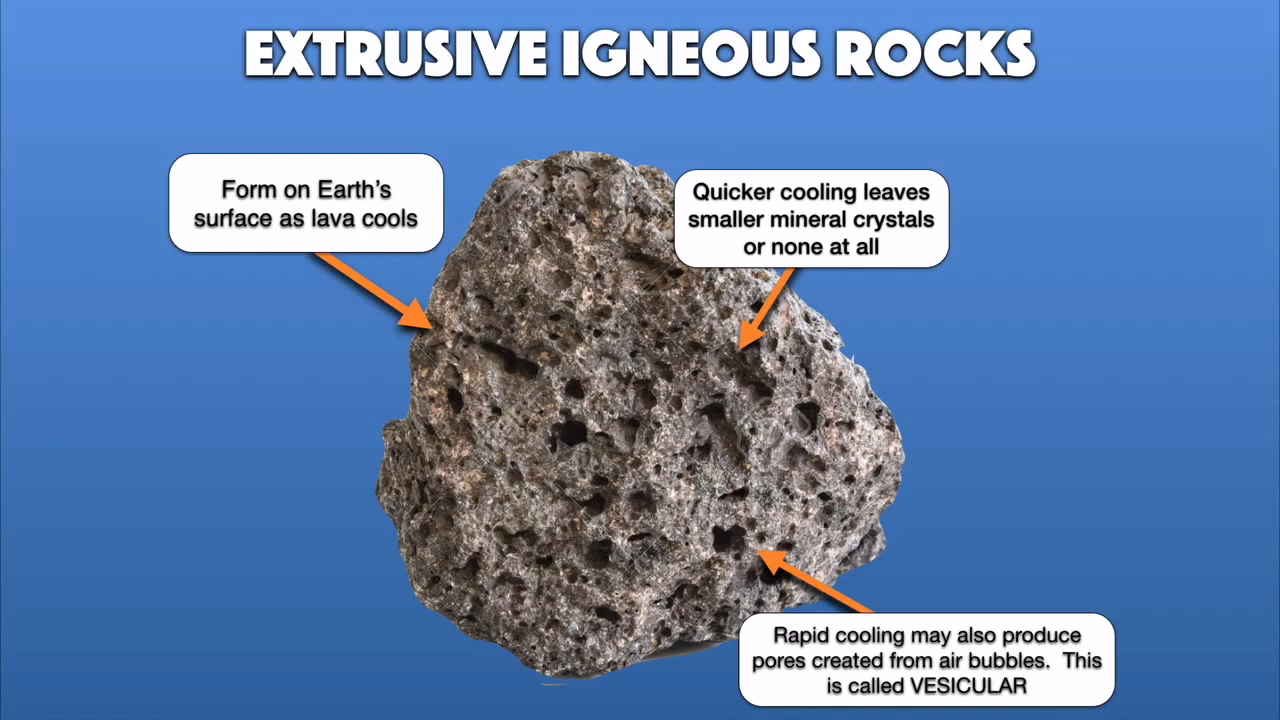 EXTRUSIVE IGNEOUS ROCKS
Form on Earth's
surface as lava cools
Quicker cooling leaves
smaller mineral crystals
or none at all
Rapid cooling may also produce
pores created from air bubbles.  This
is called VESICULAR